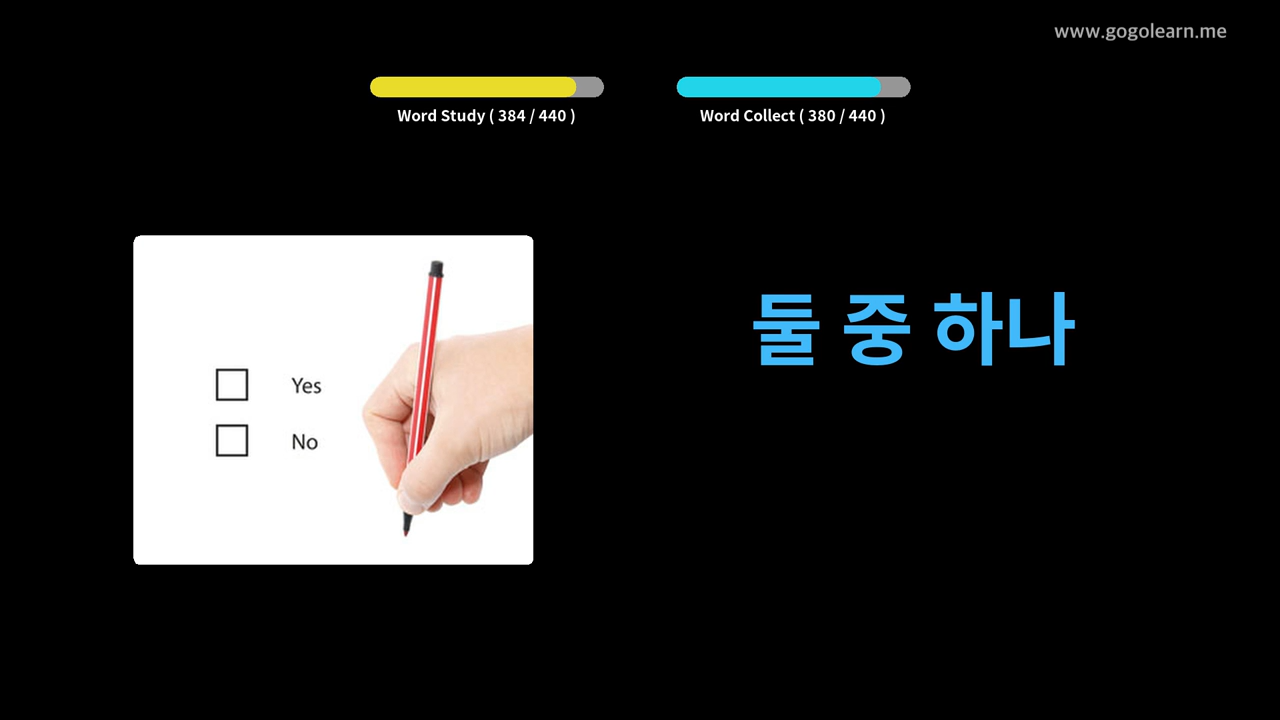 www.gogolearn.me
Word Study ( 384 / 440 )
Word Collect ( 380 / 440 )
Yes
No
둘 중 하나